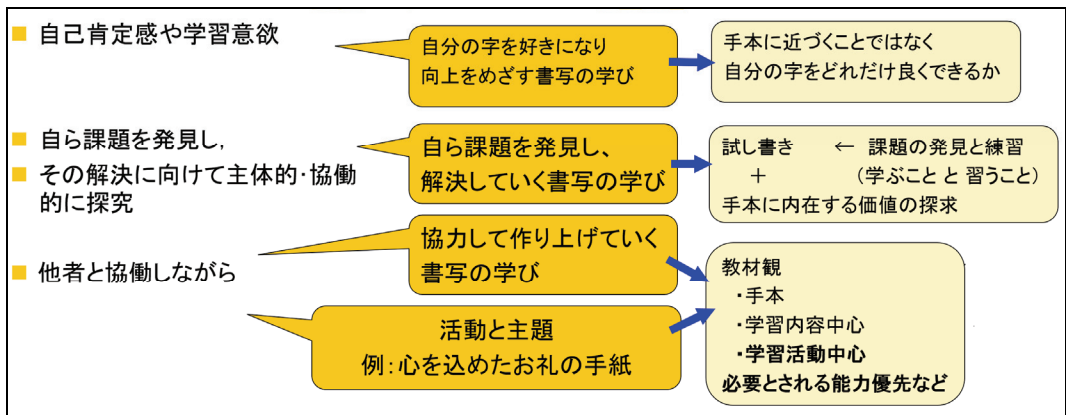 ■ 自己肯定感や学習意欲
自分の字を好きになり
向上をめざす書写の学び
手本に近づくことではなく
自分の字をどれだけ良くできるか
■ 自ら課題を発見し,
■ その解決に向けて主体的・協働
的に探究
自ら課題を発見し、
解決していく書写の学び
試し書き ← 課題の発見と練習
+ (学ぶこと と 習うこと)
手本に内在する価値の探求
■ 他者と協働しながら
協力して作り上げていく
書写の学び
活動と主題
例:心を込めたお礼の手紙
教材観
・手本
・学習内容中心
・学習活動中心
必要とされる能力優先など